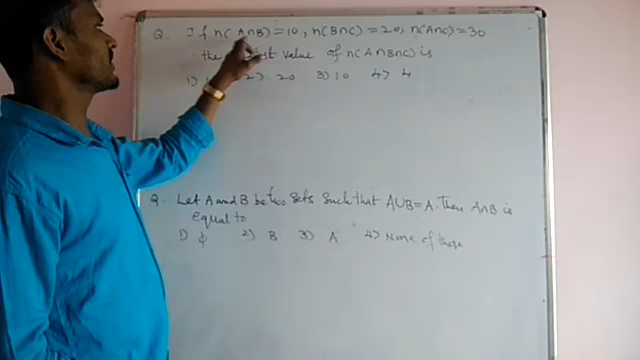 Q. If n(A∩B) = 10, n(B∩C) = 20, n(A∩C) = 30
the value of n(A∩B∩C) is
1) 2) 20 3) 10 4) 4
Q. Let A and B be two sets such that A∪B = A. Then A∩B is
equal to
1) ϕ 2) B 3) A 4) None of these